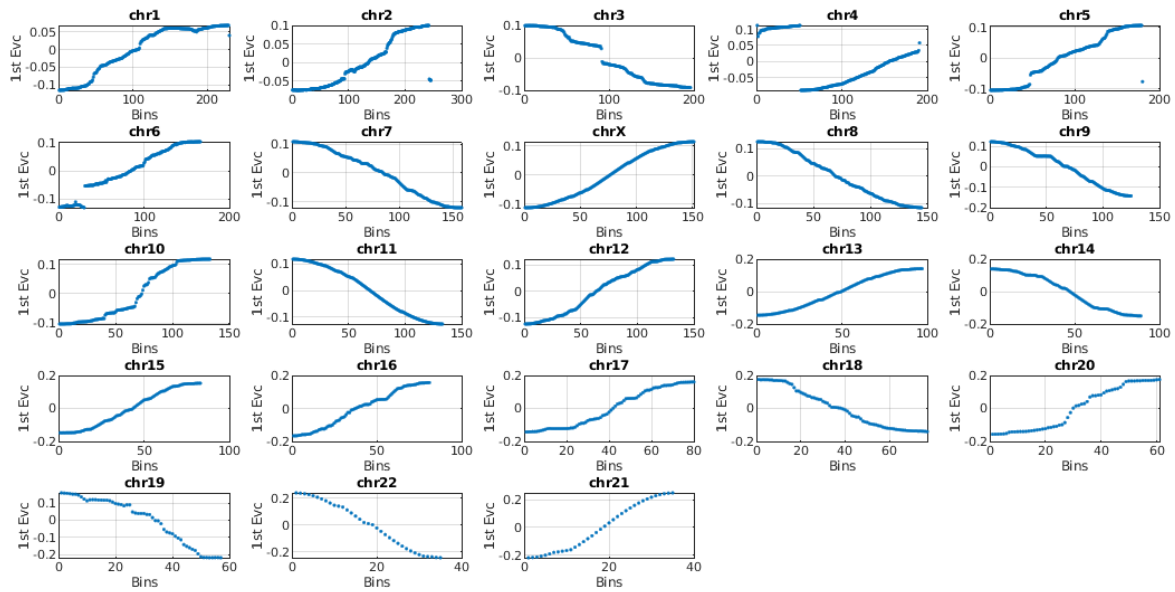 chr1 chr2 chr3 chr4 chr5
1st Evc 0.05 0 -0.05 -0.1 0 100 200 Bins
1st Evc 0.1 0.05 0 -0.05 0 100 200 300 Bins
1st Evc 0.1 0 0.1 0 50 100 150 200 Bins
1st Evc 0.1 0.05 0 -0.05 0 50 100 150 200 Bins
1st Evc 0.1 0 -0.1 0 100 200 Bins
chr6 chr7 chrX chr8 chr9
1st Evc 0.1 0 -0.1 0 100 200 Bins
1st Evc 0.1 0 -0.1 0 50 100 150 Bins
1st Evc 0.1 0 -0.1 0 50 100 150 Bins
1st Evc 0.1 0 -0.1 0 50 100 150 Bins
1st Evc 0.1 0 -0.1 -0.2 0 50 100 150 Bins
chr10 chr11 chr12 chr13 chr14
1st Evc 0.1 0 -0.1 0 50 100 150 Bins
1st Evc 0.1 0 -0.1 0 50 100 150 Bins
1st Evc 0.1 0 -0.1 0 50 100 150 Bins
1st Evc 0.2 0 -0.2 0 50 100 Bins
1st Evc 0.2 0 -0.2 0 50 100 Bins
chr15 chr16 chr17 chr18 chr20
1st Evc 0.2 0 -0.2 0 50 100 Bins
1st Evc 0.2 0 -0.2 0 50 100 Bins
1st Evc 0.2 0 -0.2 0 20 40 60 80 Bins
1st Evc 0.2 0 -0.2 0 20 40 60 Bins
1st Evc 0.2 0 -0.2 0 20 40 60 Bins
chr19 chr22 chr21
1st Evc 0.1 0 -0.1 -0.2 0 20 40 60 Bins
1st Evc 0.2 0 -0.2 0 20 40 Bins
1st Evc 0.2 0 -0.2 0 20 40 Bins